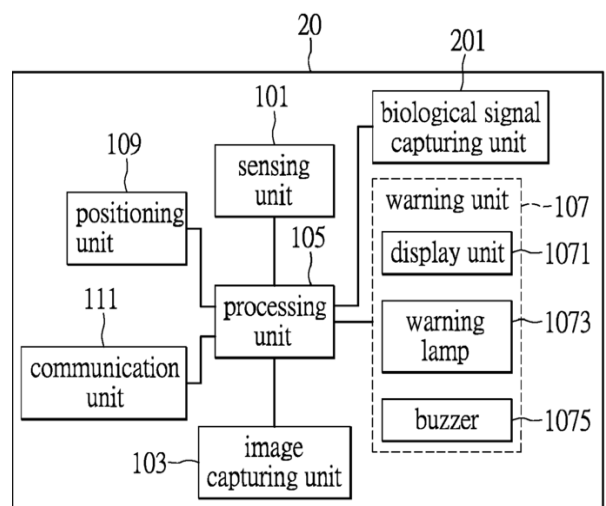 20
201
101
biological signal
capturing unit
109
sensing
unit
warning unit
107
positioning
unit
105
display unit
1071
111
processing
unit
warning
lamp
1073
communication
unit
buzzer
1075
103
image
capturing unit